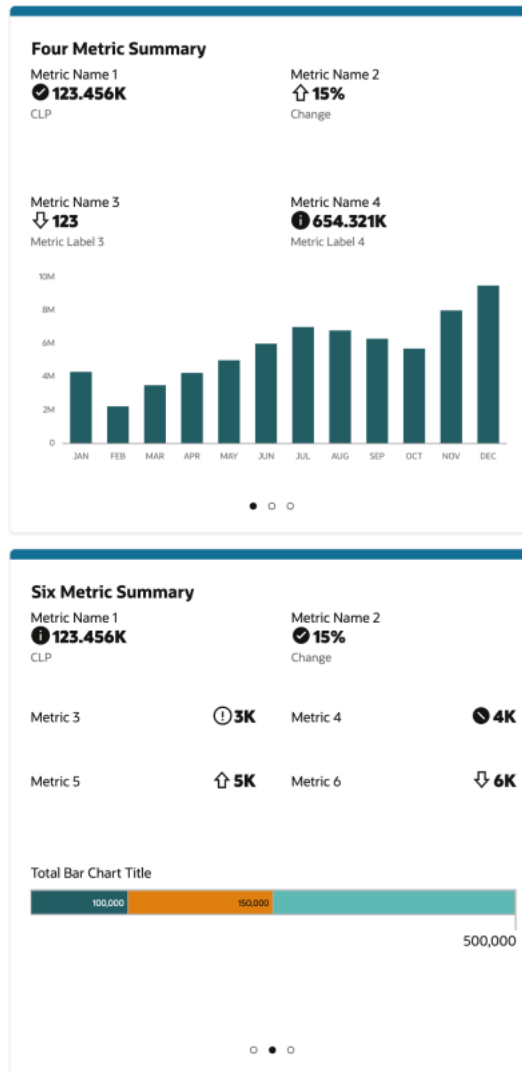 Four Metric Summary
Metric Name 1 Metric Name 2
123.456K 15%
CLP Change
Metric Name 3 Metric Name 4
123 654.321K
Metric Label 3 Metric Label 4
10M
8M
6M
4M
2M
0
JAN FEB MAR APR MAY JUN JUL AUG SEP OCT NOV DEC
Six Metric Summary
Metric Name 1 Metric Name 2
123.456K 15%
CLP Change
Metric 3 3K Metric 4 4K
Metric 5 5K Metric 6 6K
Total Bar Chart Title
100,000 150,000
500,000